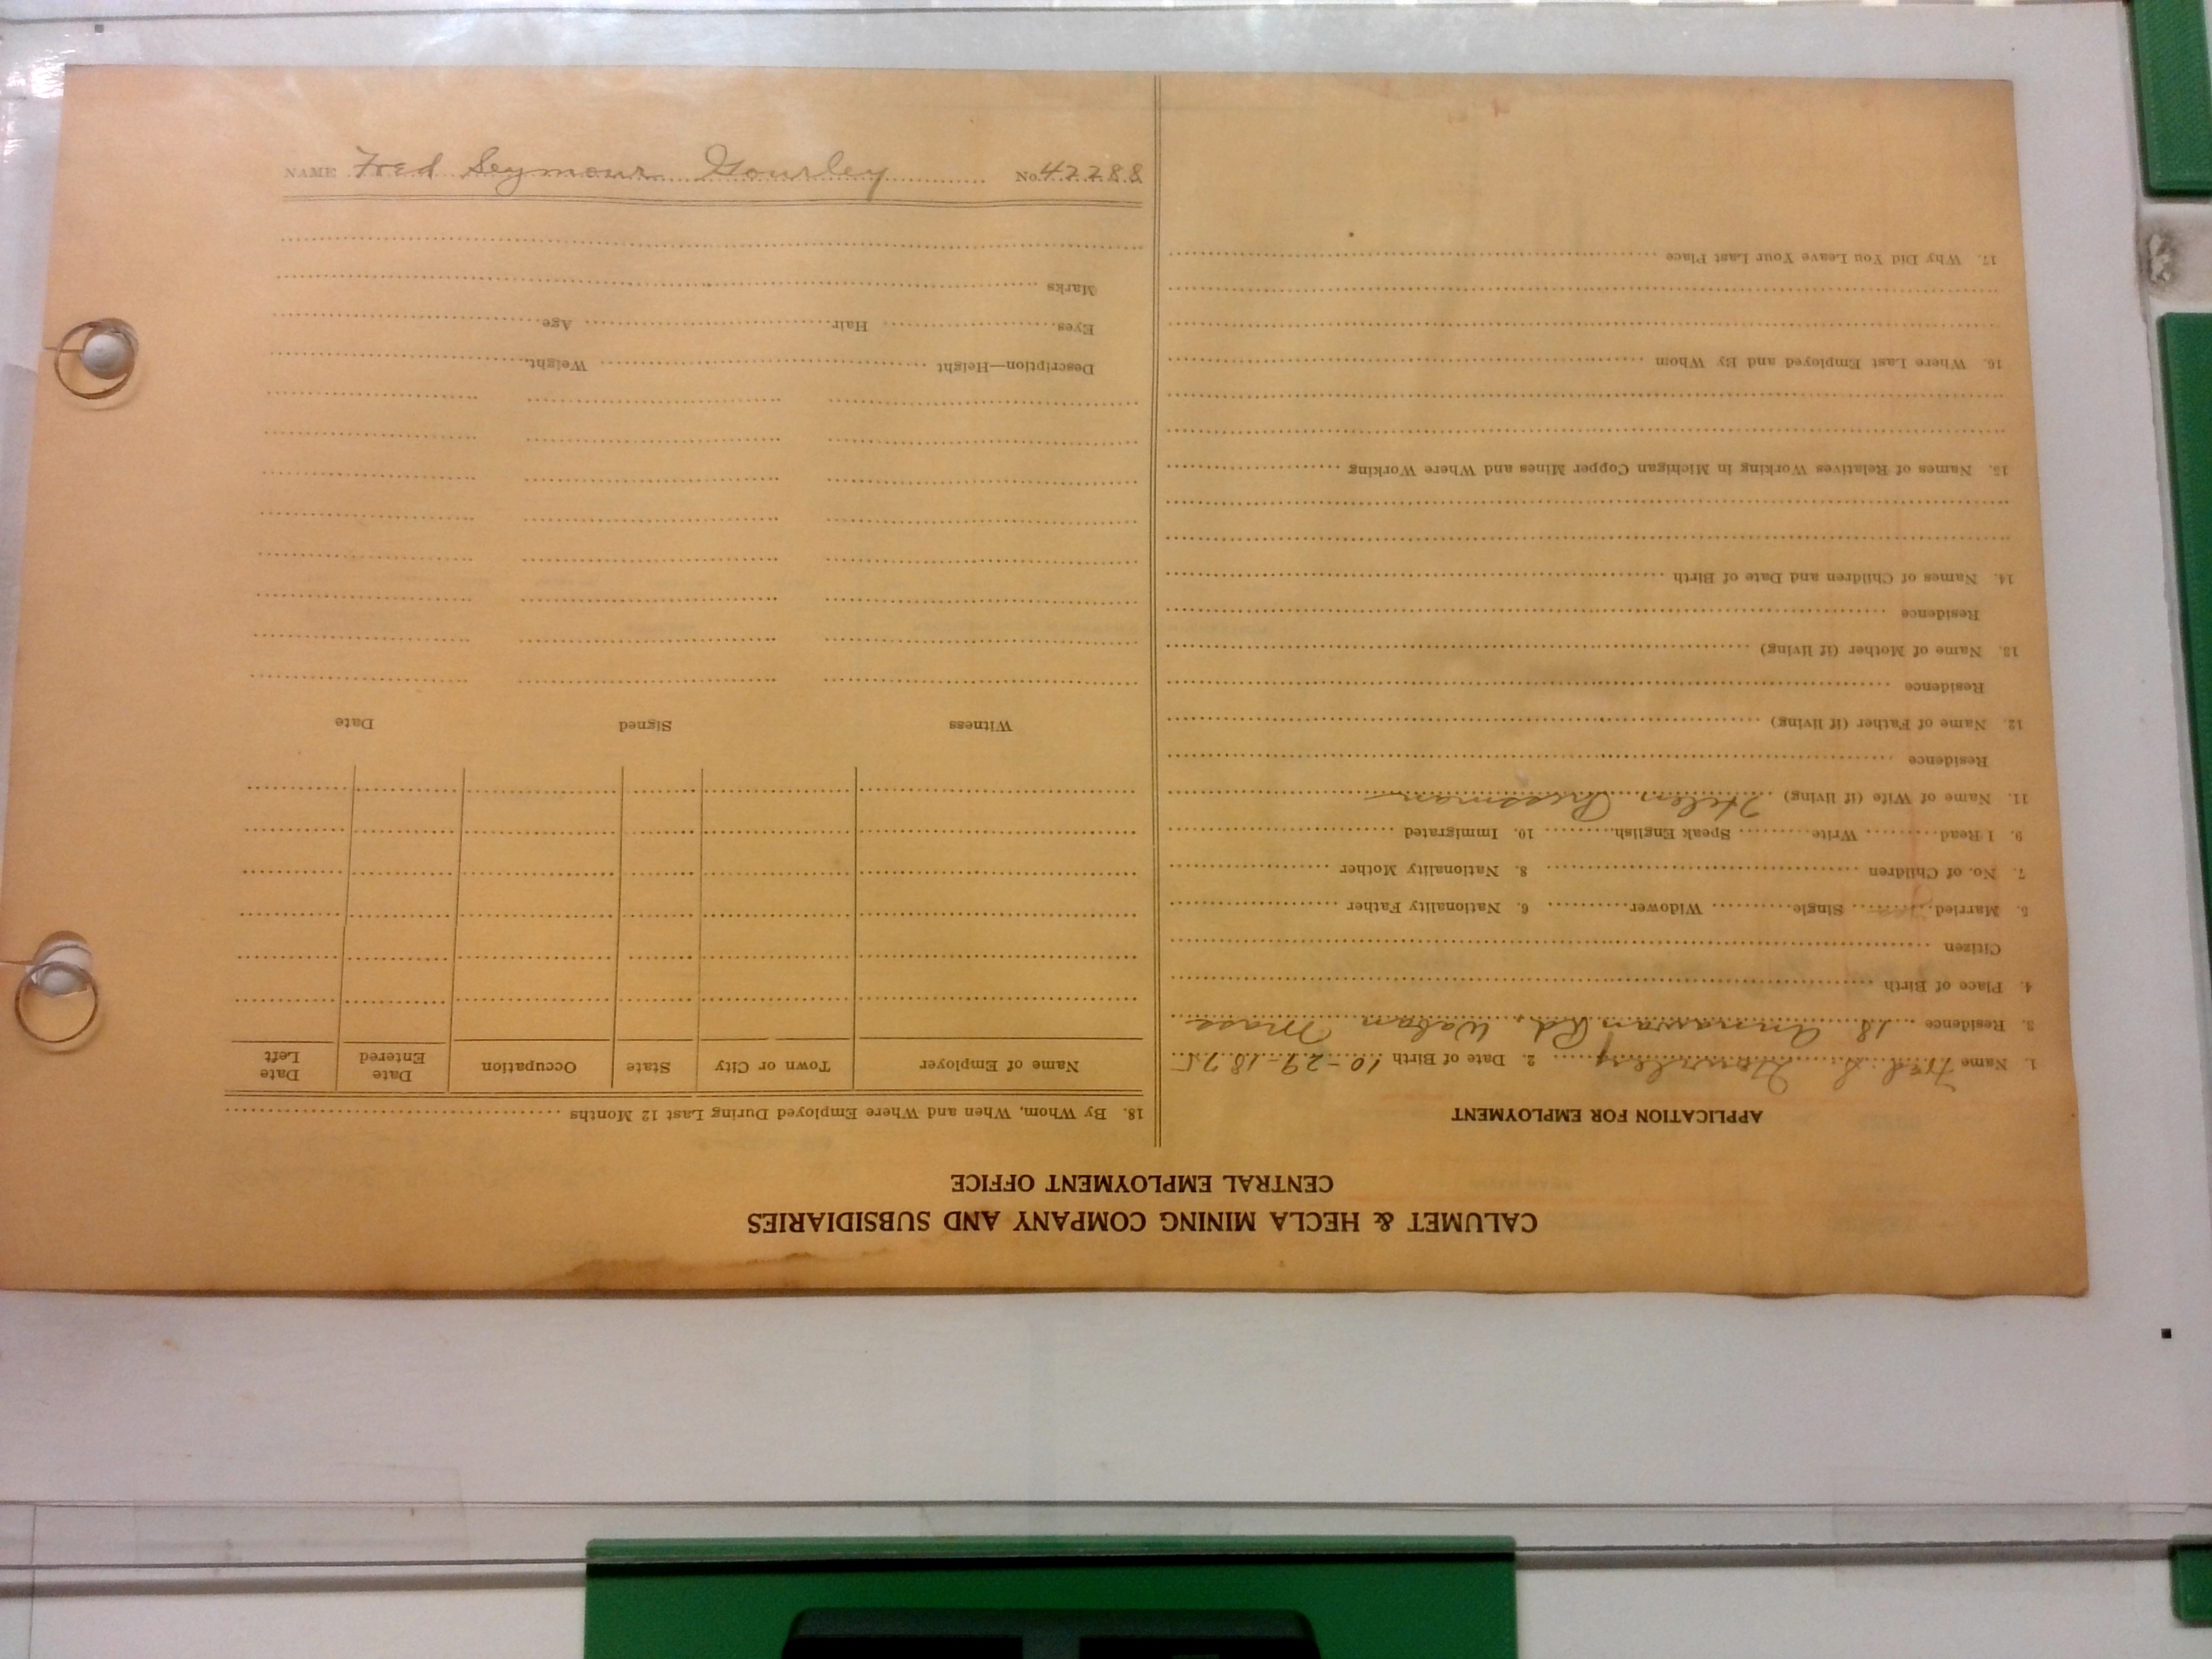 NAME Fred Seymour Gourley No. 42288
CALUMET & HECLA MINING COMPANY AND SUBSIDIARIES
CENTRAL EMPLOYMENT OFFICE
APPLICATION FOR EMPLOYMENT
1. Name Fred S. Gourley 2. Date of Birth 10-29-1875
3. Residence 18 Annawan Rd., Waban Mass
4. Place of Birth
Citizen
5. Married Single Widower 6. Nationality Father
7. No. of Children 8. Nationality Mother
9. I Read Write Speak English 10. Immigrated
11. Name of Wife (if living) Helen
Residence
12. Name of Father (if living)
Residence
13. Name of Mother (if living)
Residence
14. Names of Children and Date of Birth
15. Names of Relatives Working in Michigan Copper Mines and Where Working
16. Where Last Employed and By Whom
17. Why Did You Leave Your Last Place
18. By Whom, When and Where Employed During Last 12 Months
Name of Employer Town or City State Occupation Date Entered Date Left
Witness Signed Date
Description—Height Weight
Eyes Hair Age
Marks